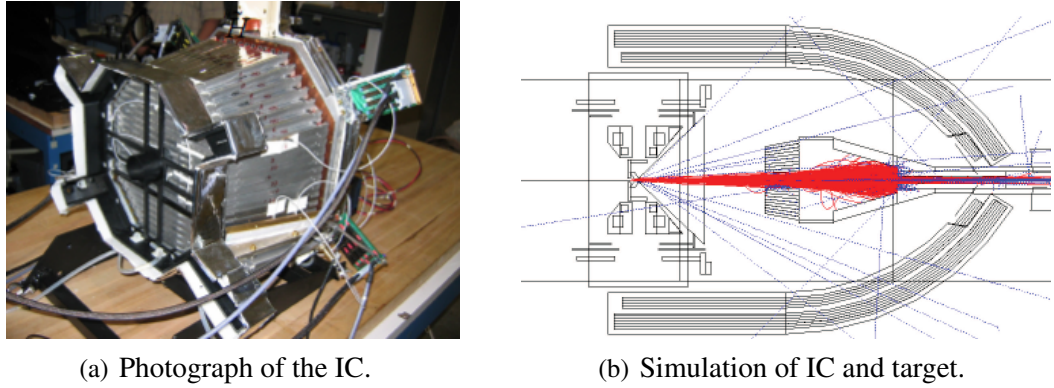 (a) Photograph of the IC.
(b) Simulation of IC and target.